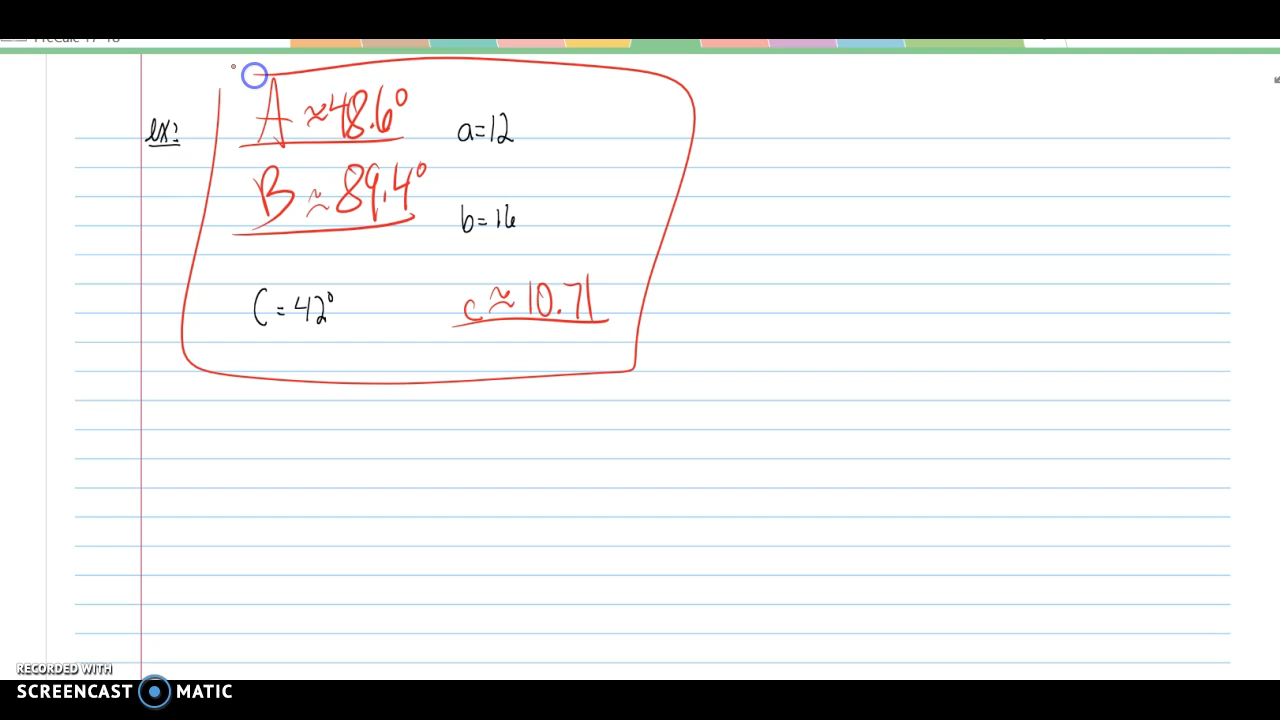 ex:
A ≈ 48.6° a=12
B ≈ 89.4° b=16
C = 42° c ≈ 10.71
RECORDED WITH
SCREENCAST MATIC